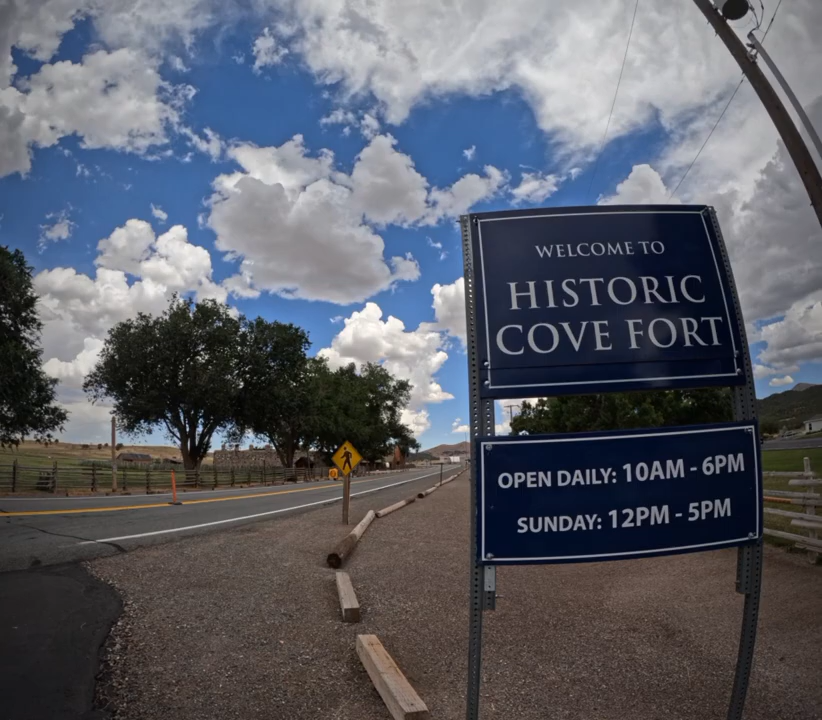 WELCOME TO
HISTORIC
COVE FORT
OPEN DAILY: 10AM - 6PM
SUNDAY: 12PM - 5PM